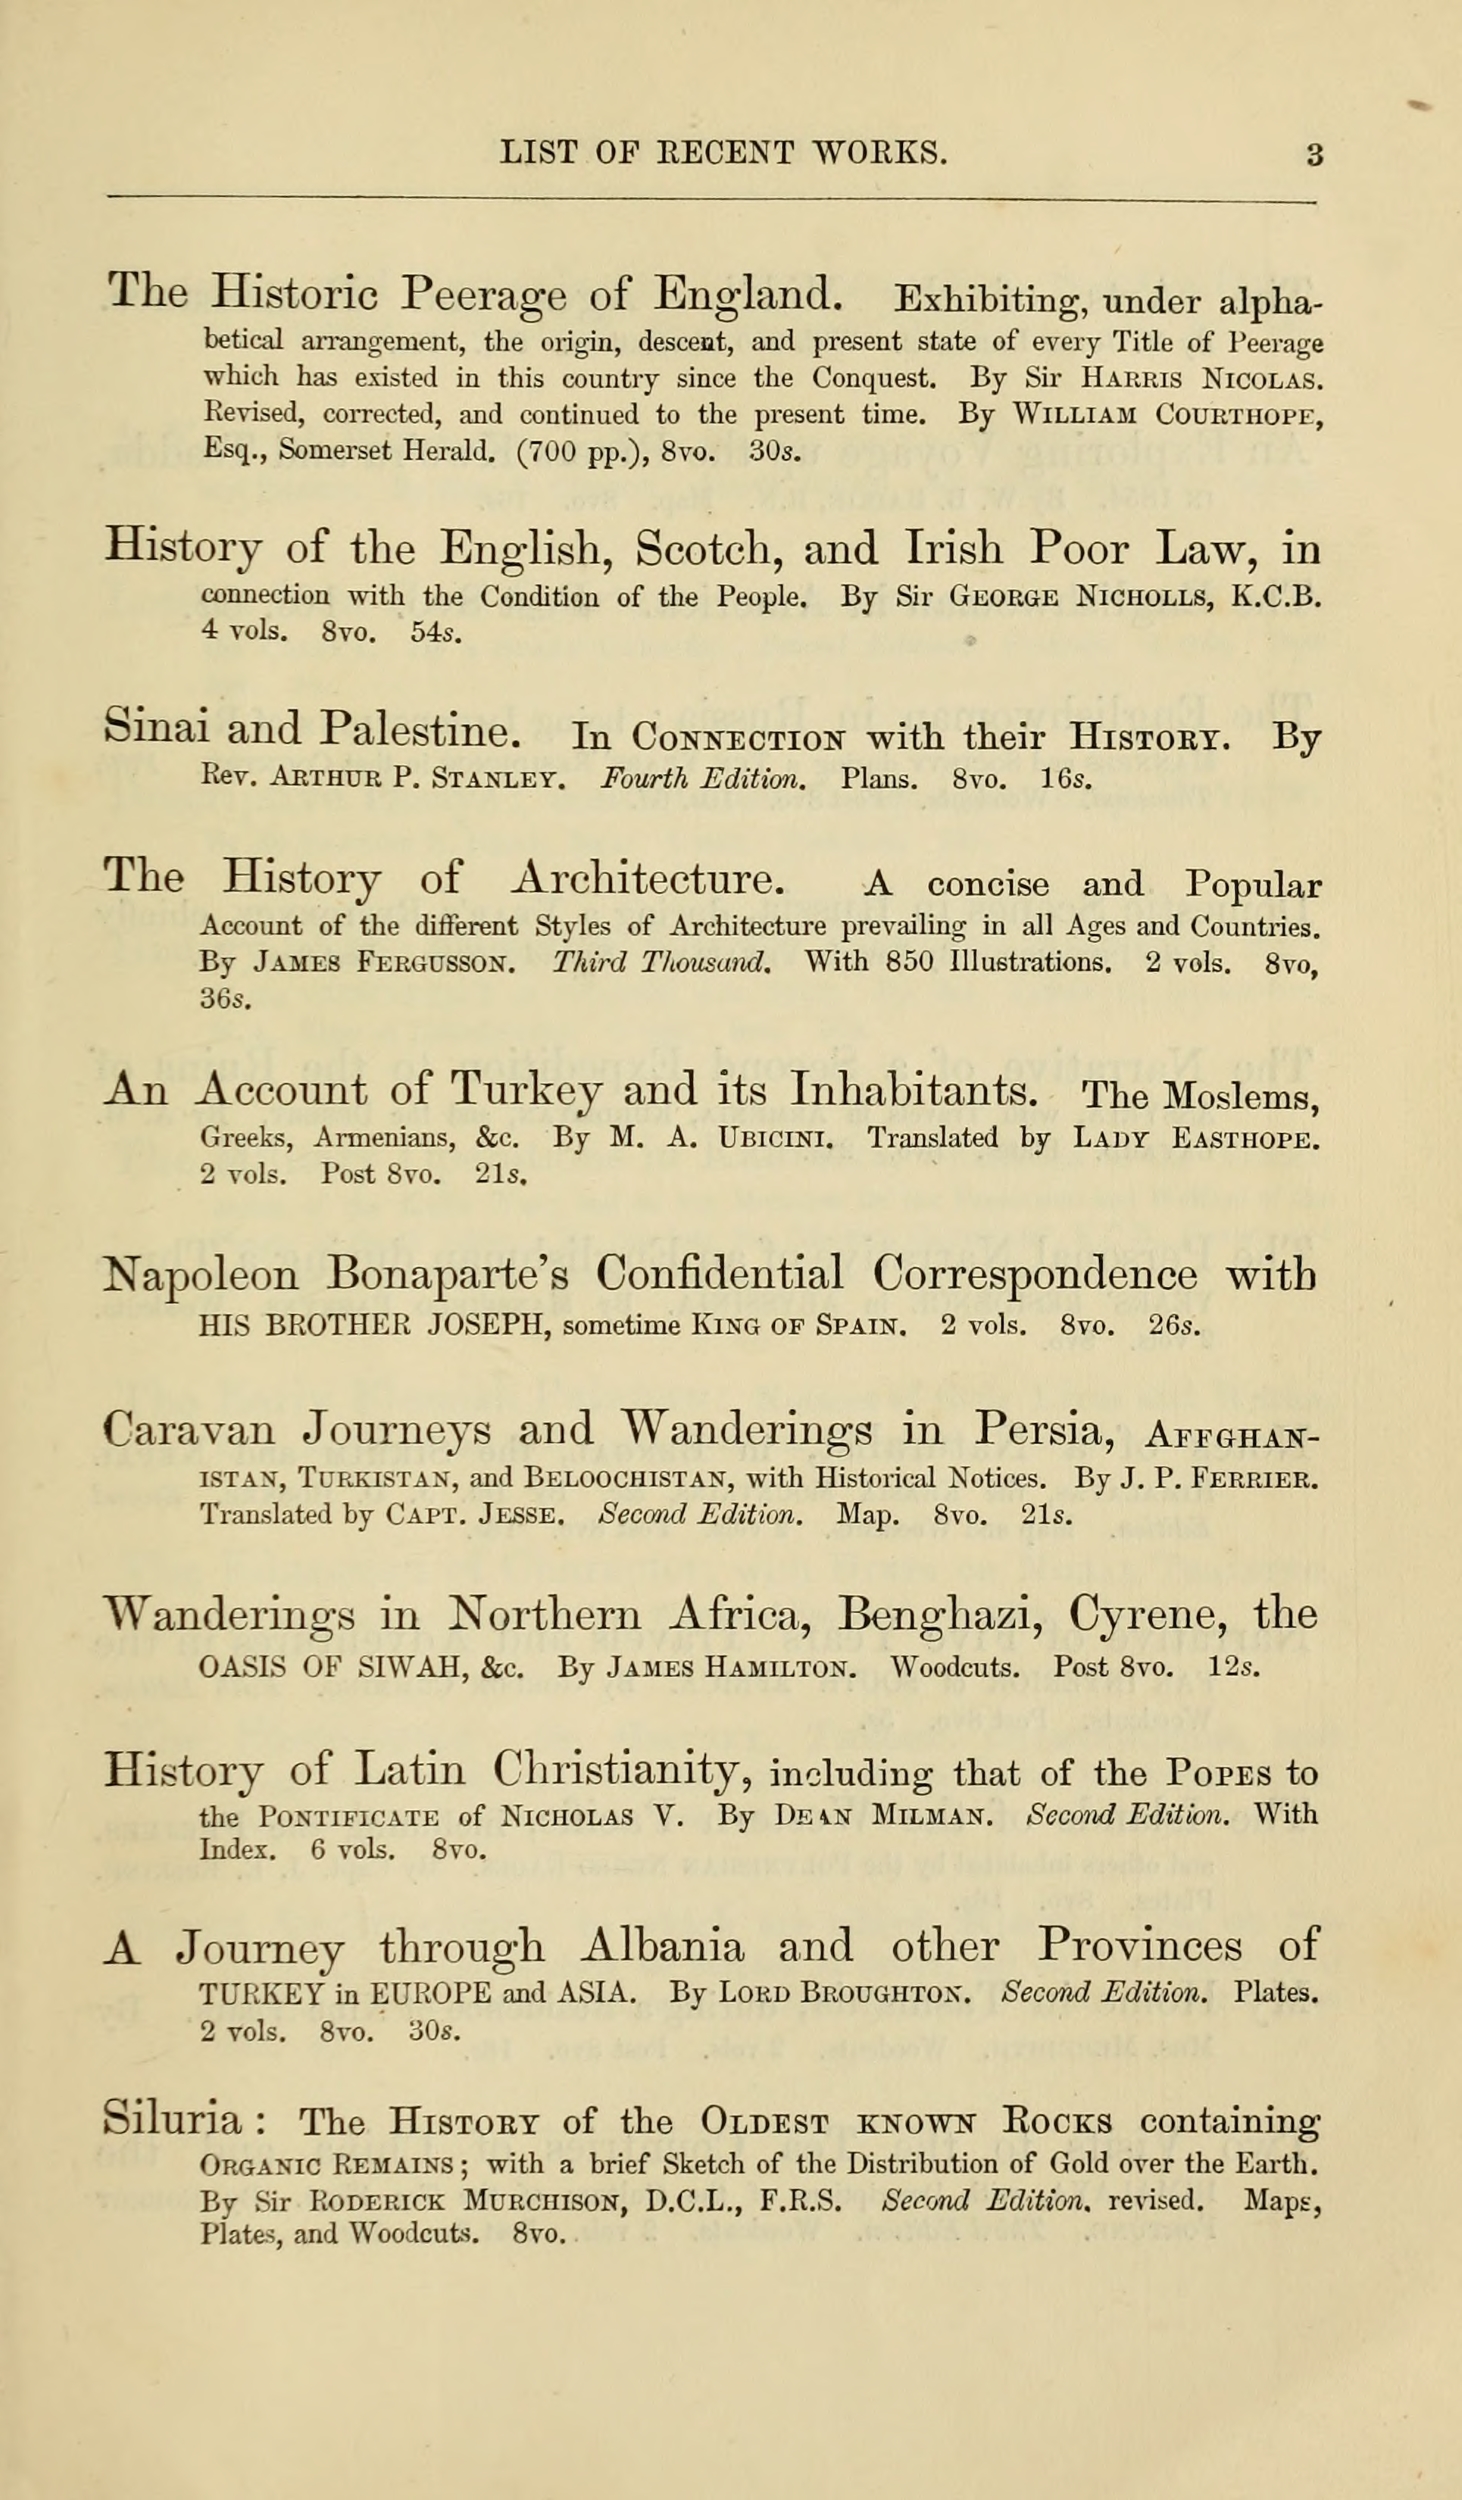 LIST OF RECENT WORKS. 3
The Historic Peerage of England. Exhibiting, under alpha-
betical arrangement, the origin, descent, and present state of every Title of Peerage
which has existed in this country since the Conquest. By Sir HARRIS NICOLAS.
Revised, corrected, and continued to the present time. By WILLIAM COURTHOPE,
Esq., Somerset Herald. (700 pp.), 8vo. 30s.
History of the English, Scotch, and Irish Poor Law, in
connection with the Condition of the People. By Sir GEORGE NICHOLLS, K.C.B.
4 vols. 8vo. 54s.
Sinai and Palestine. In CONNECTION with their HISTORY. By
Rev. ARTHUR P. STANLEY. Fourth Edition. Plans. 8vo. 16s.
The History of Architecture. A concise and Popular
Account of the different Styles of Architecture prevailing in all Ages and Countries.
By JAMES FERGUSSON. Third Thousand. With 850 Illustrations. 2 vols. 8vo,
36s.
An Account of Turkey and its Inhabitants. The Moslems,
Greeks, Armenians, &c. By M. A. UBICINI. Translated by LADY EASTHOPE.
2 vols. Post 8vo. 21s.
Napoleon Bonaparte's Confidential Correspondence with
HIS BROTHER JOSEPH, sometime KING OF SPAIN. 2 vols. 8vo. 26s.
Caravan Journeys and Wanderings in Persia, AFFGHAN-
ISTAN, TURKISTAN, and BELOOCHISTAN, with Historical Notices. By J. P. FERRIER.
Translated by CAPT. JESSE. Second Edition. Map. 8vo. 21s.
Wanderings in Northern Africa, Benghazi, Cyrene, the
OASIS OF SIWAH, &c. By JAMES HAMILTON. Woodcuts. Post 8vo. 12s.
History of Latin Christianity, including that of the POPES to
the PONTIFICATE of NICHOLAS V. By DEAN MILMAN. Second Edition. With
Index. 6 vols. 8vo.
A Journey through Albania and other Provinces of
TURKEY in EUROPE and ASIA. By LORD BROUGHTON. Second Edition. Plates.
2 vols. 8vo. 30s.
Siluria: The HISTORY of the OLDEST KNOWN ROCKS containing
ORGANIC REMAINS; with a brief Sketch of the Distribution of Gold over the Earth.
By Sir RODERICK MURCHISON, D.C.L., F.R.S. Second Edition, revised. Maps,
Plates, and Woodcuts. 8vo.